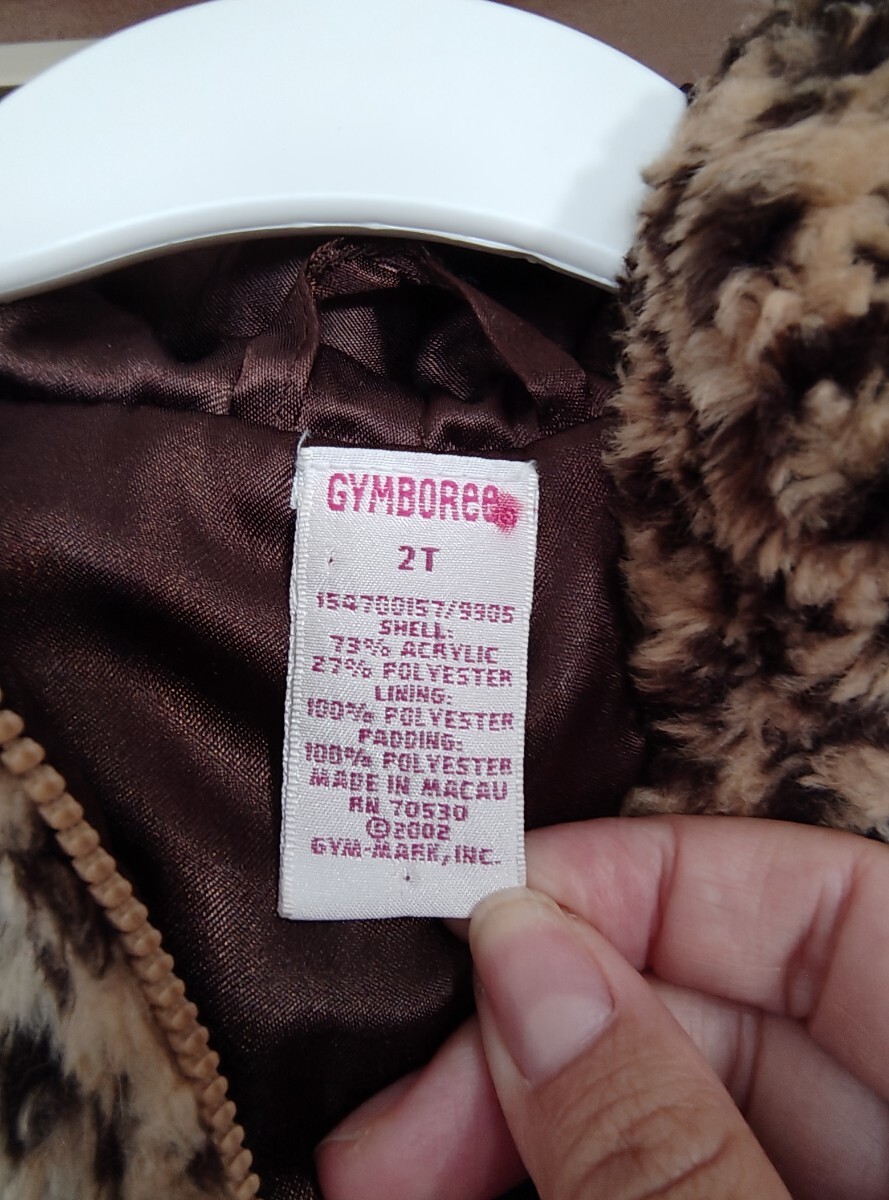 GYMBORee
2T
154700157/9905
SHELL:
73% ACRYLIC
27% POLYESTER
LINING:
100% POLYESTER
PADDING:
100% POLYESTER
MADE IN MACAU
RN 70530
©2002
GYM-MARK, INC.